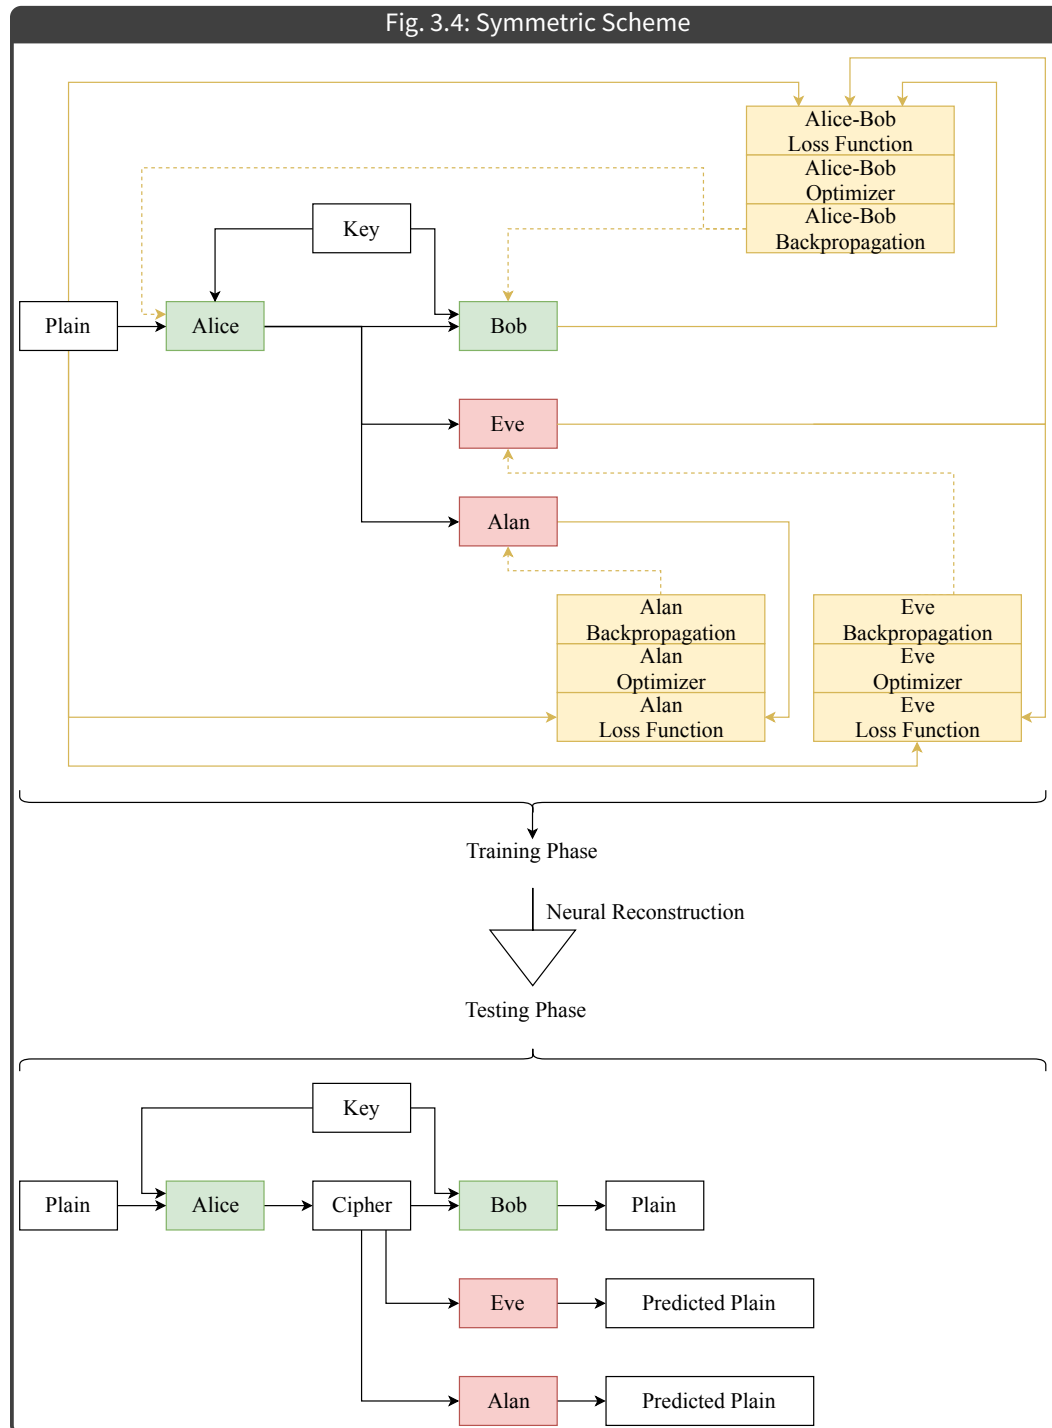 Fig. 3.4: Symmetric Scheme
Alice-Bob
Loss Function
Alice-Bob
Optimizer
Alice-Bob
Backpropagation
Key
Plain
Alice
Bob
Eve
Alan
Alan
Backpropagation
Alan
Optimizer
Alan
Loss Function
Eve
Backpropagation
Eve
Optimizer
Eve
Loss Function
Training Phase
Neural Reconstruction
Testing Phase
Key
Plain
Alice
Cipher
Bob
Plain
Eve
Predicted Plain
Alan
Predicted Plain